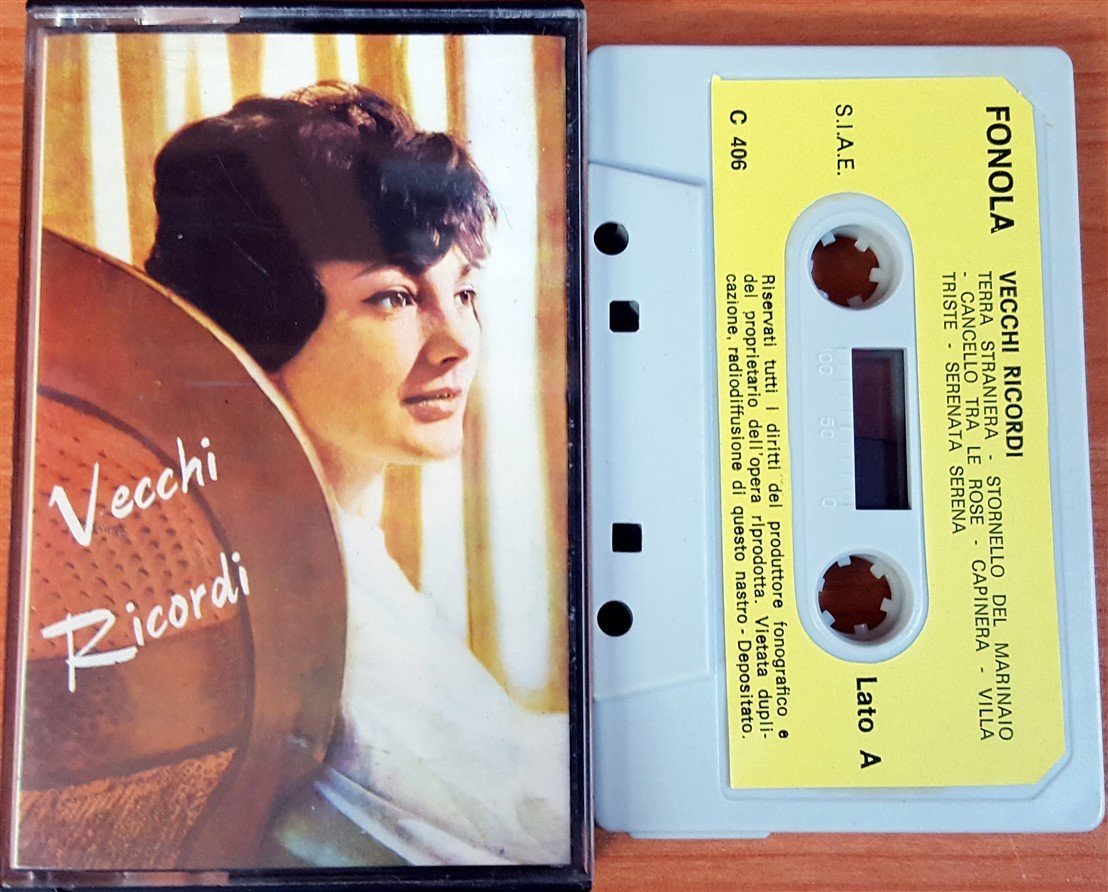 Vecchi
Ricordi
FONOLA
VECCHI RICORDI
TERRA STRANIERA - STORNELLO DEL MARINAIO
- CANCELLO TRA LE ROSE - CAPINERA - VILLA
TRISTE - SERENATA SERENA
S.I.A.E.
Lato A
100 50 0
C 406
Riservati tutti i diritti del produttore fonografico e
del proprietario dell'opera riprodotta. Vietata dupli-
cazione, radiodiffusione di questo nastro - Depositato.